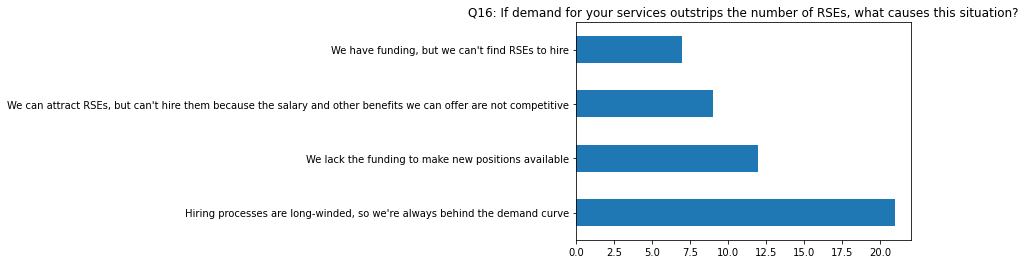 Q16: If demand for your services outstrips the number of RSEs, what causes this situation?
We have funding, but we can't find RSEs to hire
We can attract RSEs, but can't hire them because the salary and other benefits we can offer are not competitive
We lack the funding to make new positions available
Hiring processes are long-winded, so we're always behind the demand curve
0.0 2.5 5.0 7.5 10.0 12.5 15.0 17.5 20.0